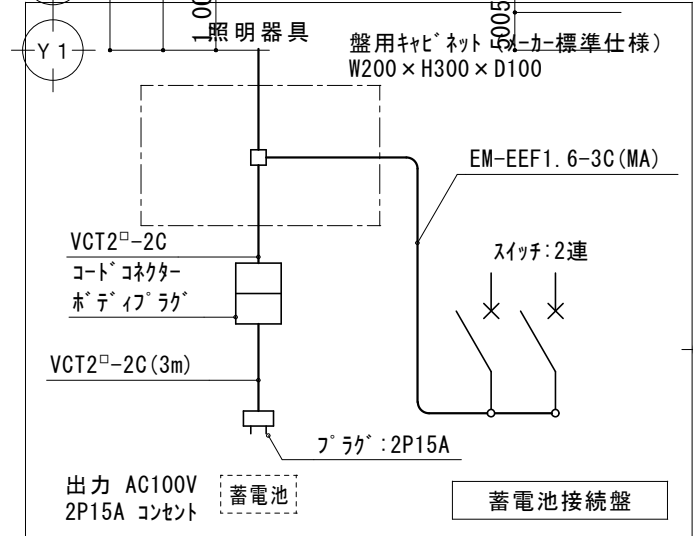 Y1
1,00
5005
照明器具
盤用ｷｬﾋﾞﾈｯﾄ (ﾒｰｶｰ標準仕様)
W200×H300×D100
EM-EEF1.6-3C(MA)
VCT2□-2C
ｺｰﾄﾞｺﾈｸﾀｰ
ﾎﾞﾃﾞｨﾌﾟﾗｸﾞ
ｽｲｯﾁ:2連
VCT2□-2C(3m)
ﾌﾟﾗｸﾞ:2P15A
出力 AC100V
2P15A ｺﾝｾﾝﾄ
蓄電池
蓄電池接続盤